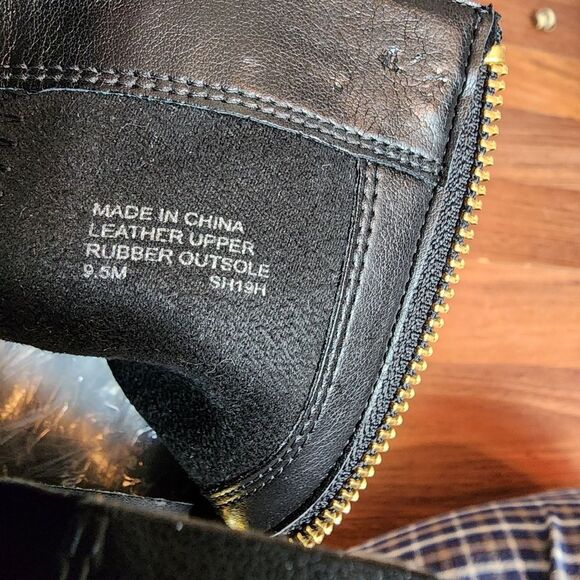 MADE IN CHINA
LEATHER UPPER
RUBBER OUTSOLE
9.5M SH19H